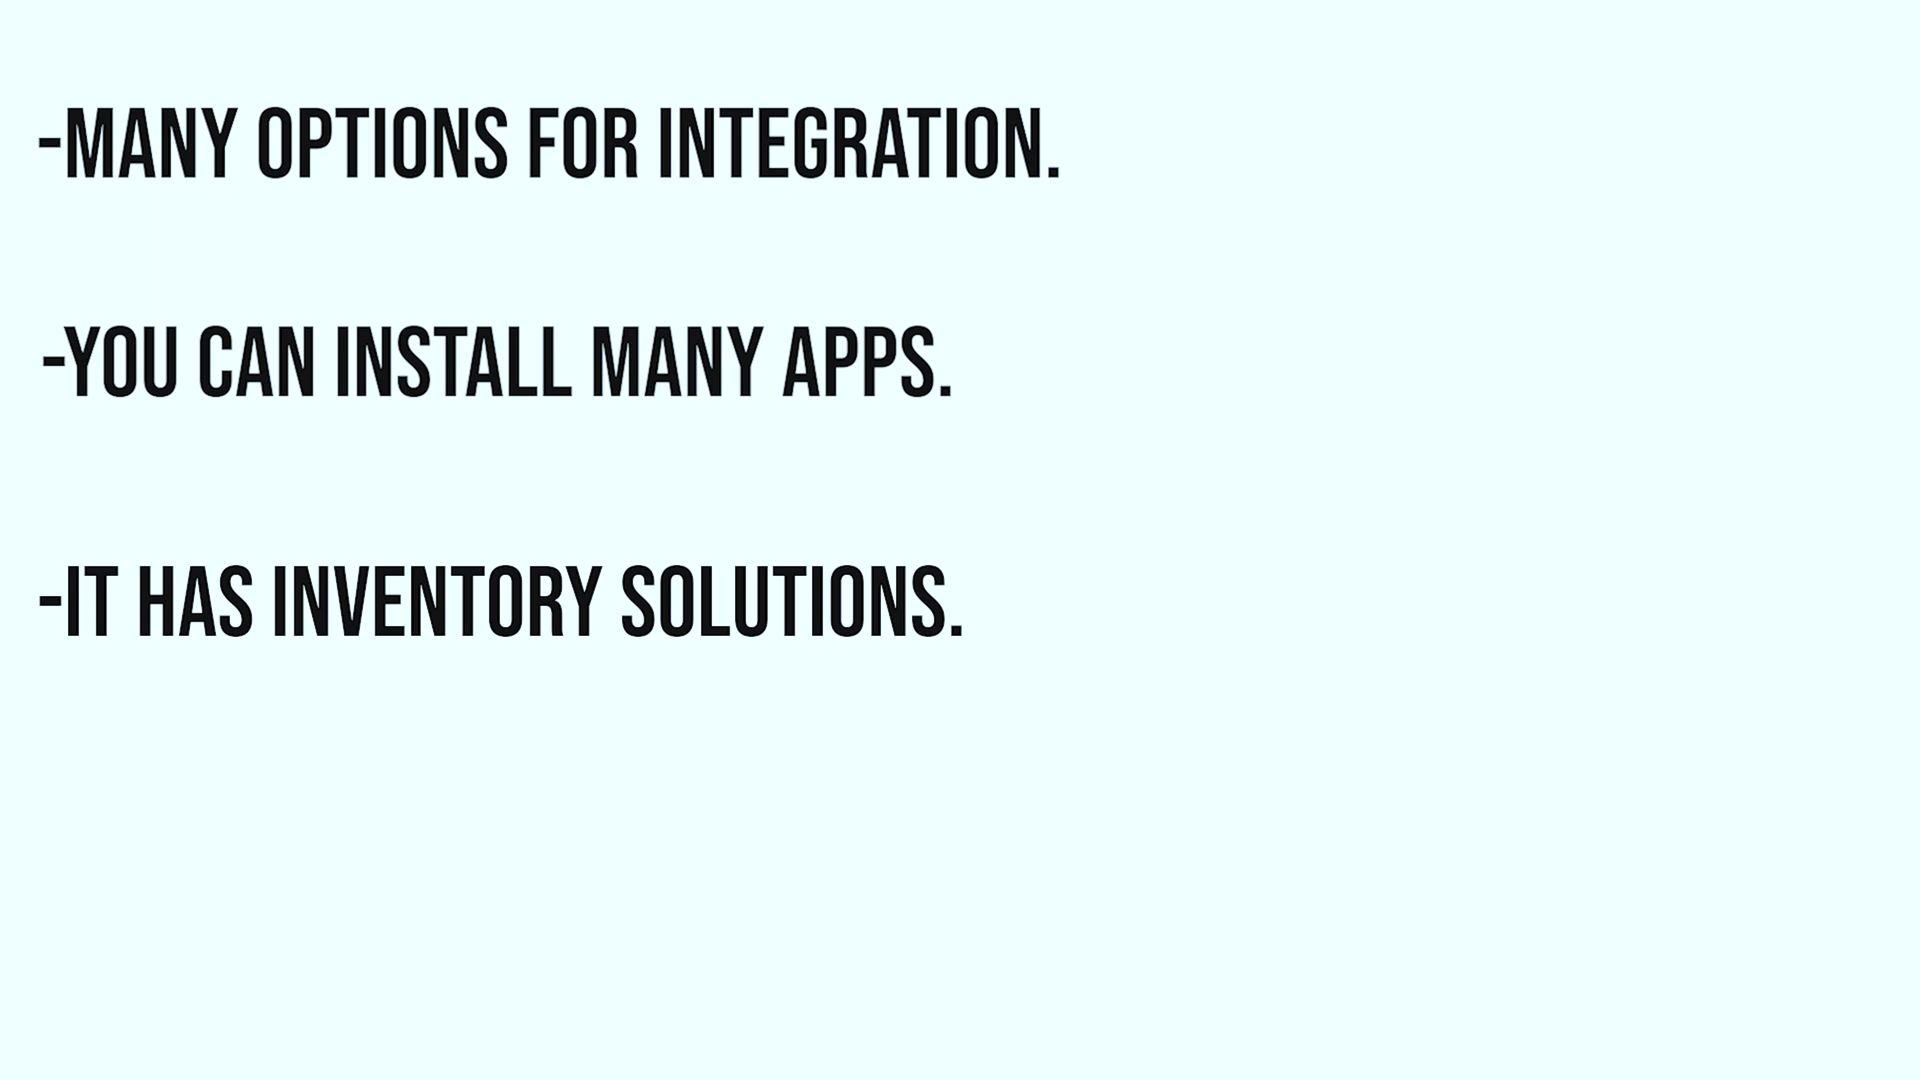 -MANY OPTIONS FOR INTEGRATION.
-YOU CAN INSTALL MANY APPS.
-IT HAS INVENTORY SOLUTIONS.